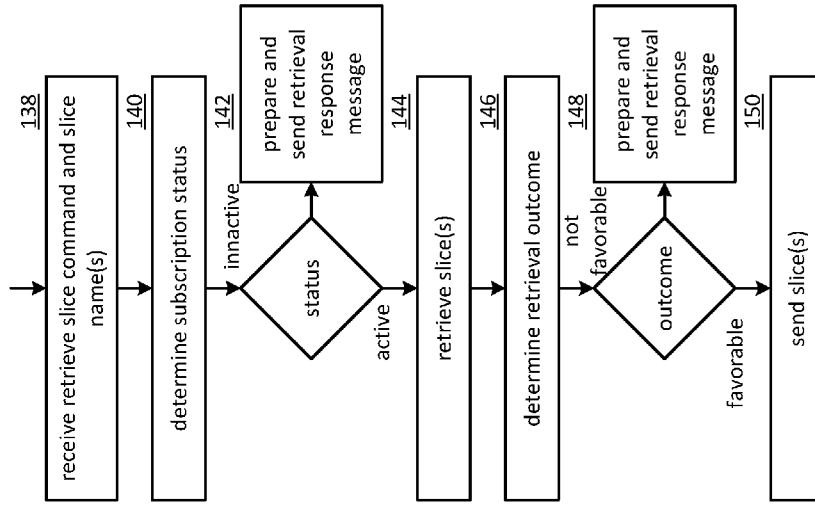 138
receive retrieve slice command and slice
name(s)
140
determine subscription status
142
innactive
status
prepare and
send retrieval
response
message
active
144
retrieve slice(s)
146
determine retrieval outcome
148
not
favorable
outcome
prepare and
send retrieval
response
message
favorable
150
send slice(s)